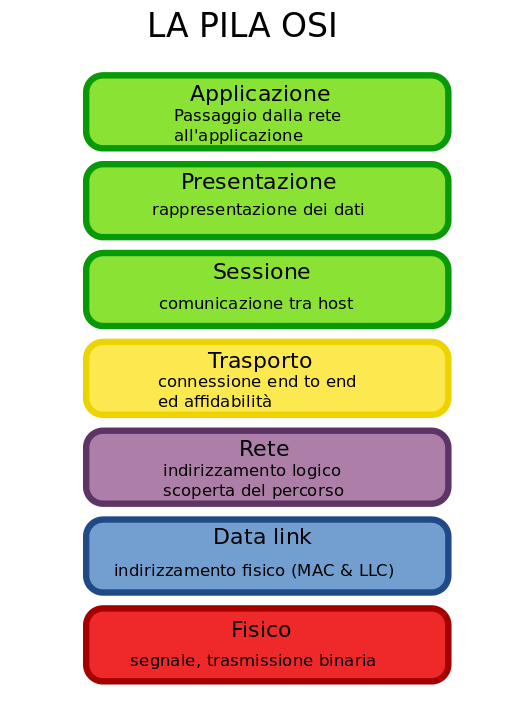 LA PILA OSI
Applicazione
Passaggio dalla rete
all'applicazione
Presentazione
rappresentazione dei dati
Sessione
comunicazione tra host
Trasporto
connessione end to end
ed affidabilità
Rete
indirizzamento logico
scoperta del percorso
Data link
indirizzamento fisico (MAC & LLC)
Fisico
segnale, trasmissione binaria